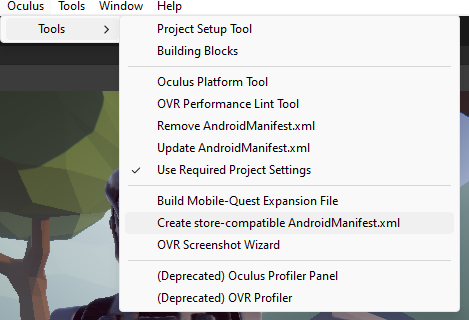 Oculus Tools Window Help
Tools
Project Setup Tool
Building Blocks
Oculus Platform Tool
OVR Performance Lint Tool
Remove AndroidManifest.xml
Update AndroidManifest.xml
Use Required Project Settings
Build Mobile-Quest Expansion File
Create store-compatible AndroidManifest.xml
OVR Screenshot Wizard
(Deprecated) Oculus Profiler Panel
(Deprecated) OVR Profiler